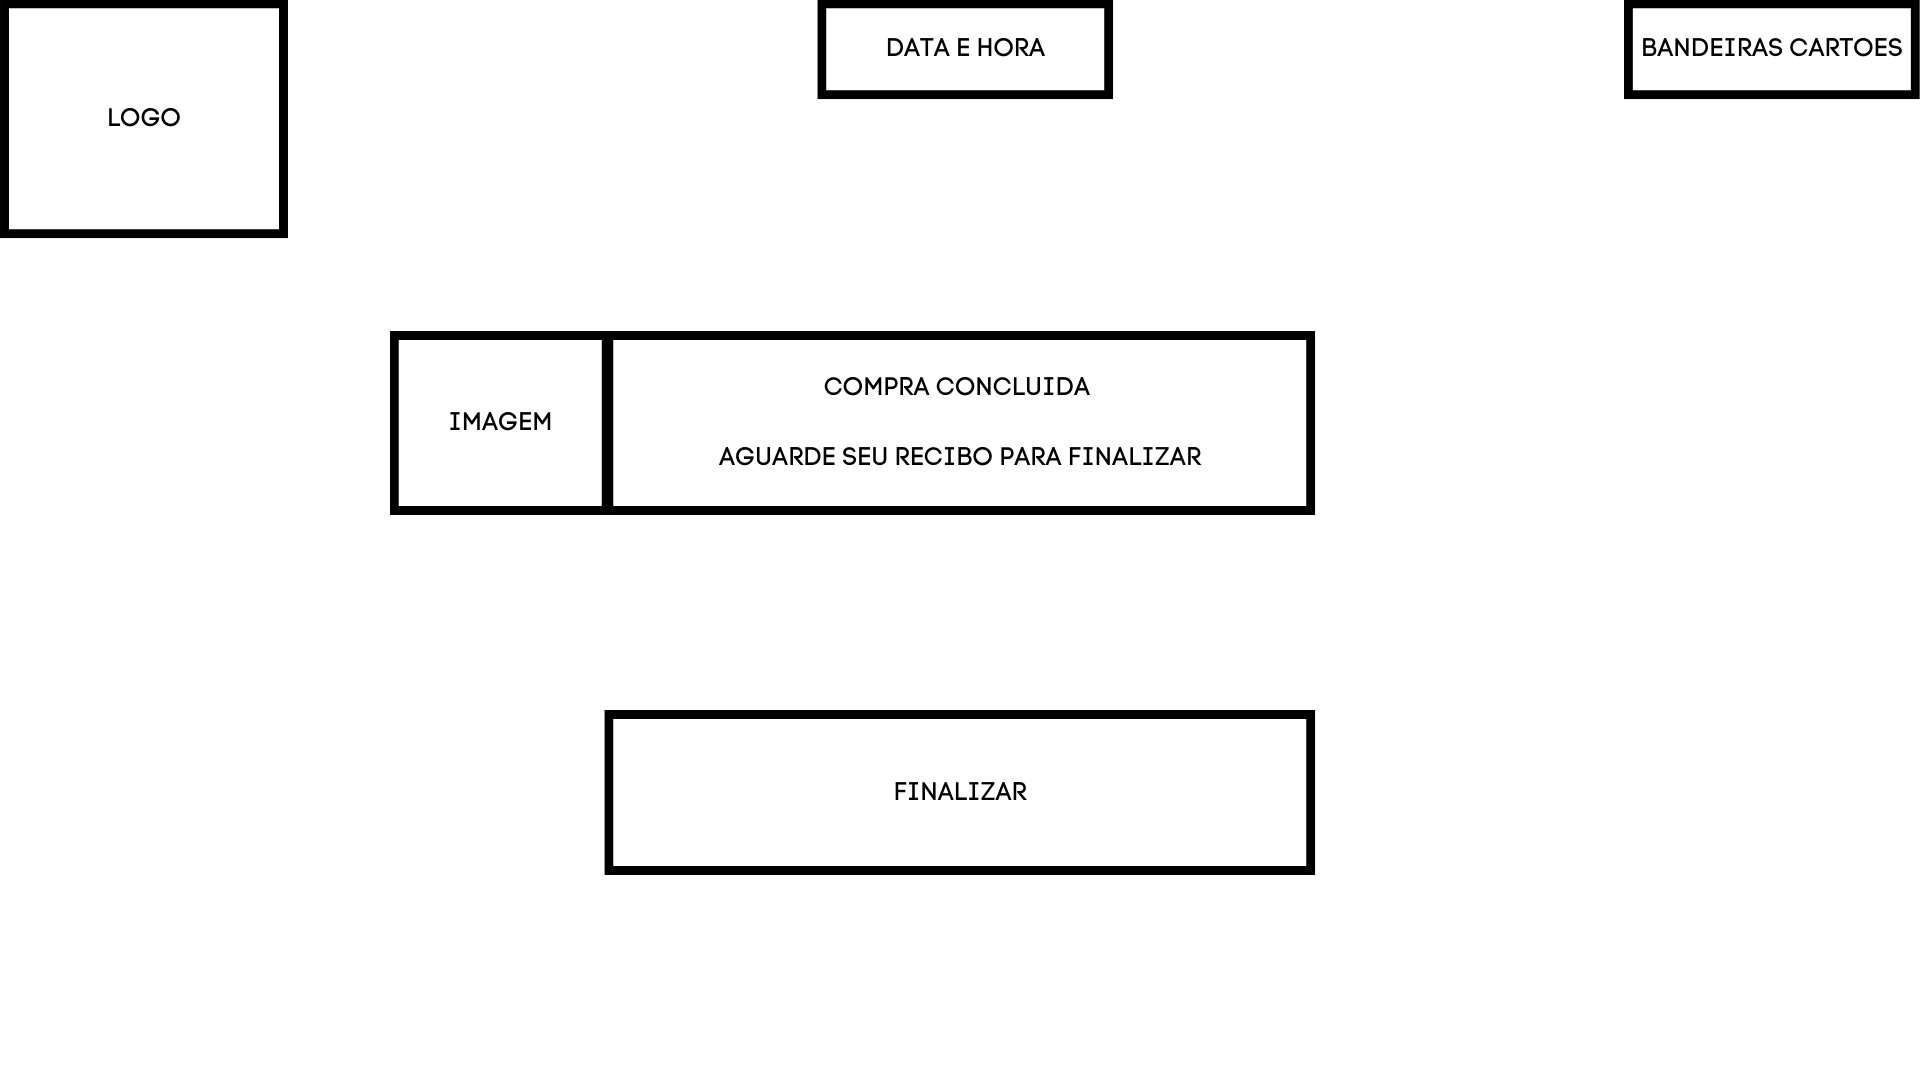 LOGO
DATA E HORA
BANDEIRAS CARTOES
IMAGEM
COMPRA CONCLUIDA
AGUARDE SEU RECIBO PARA FINALIZAR
FINALIZAR